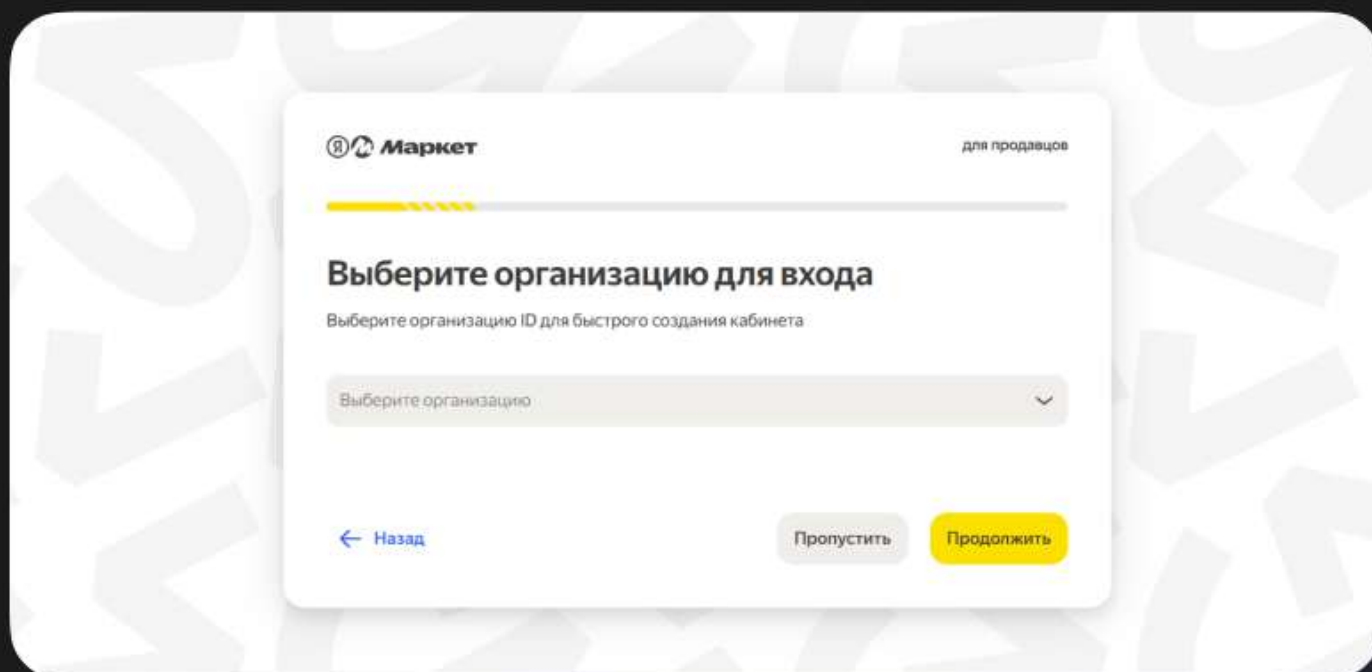 Я М Маркет
для продавцов
Выберите организацию для входа
Выберите организацию ID для быстрого создания кабинета
Выберите организацию
Назад
Пропустить
Продолжить